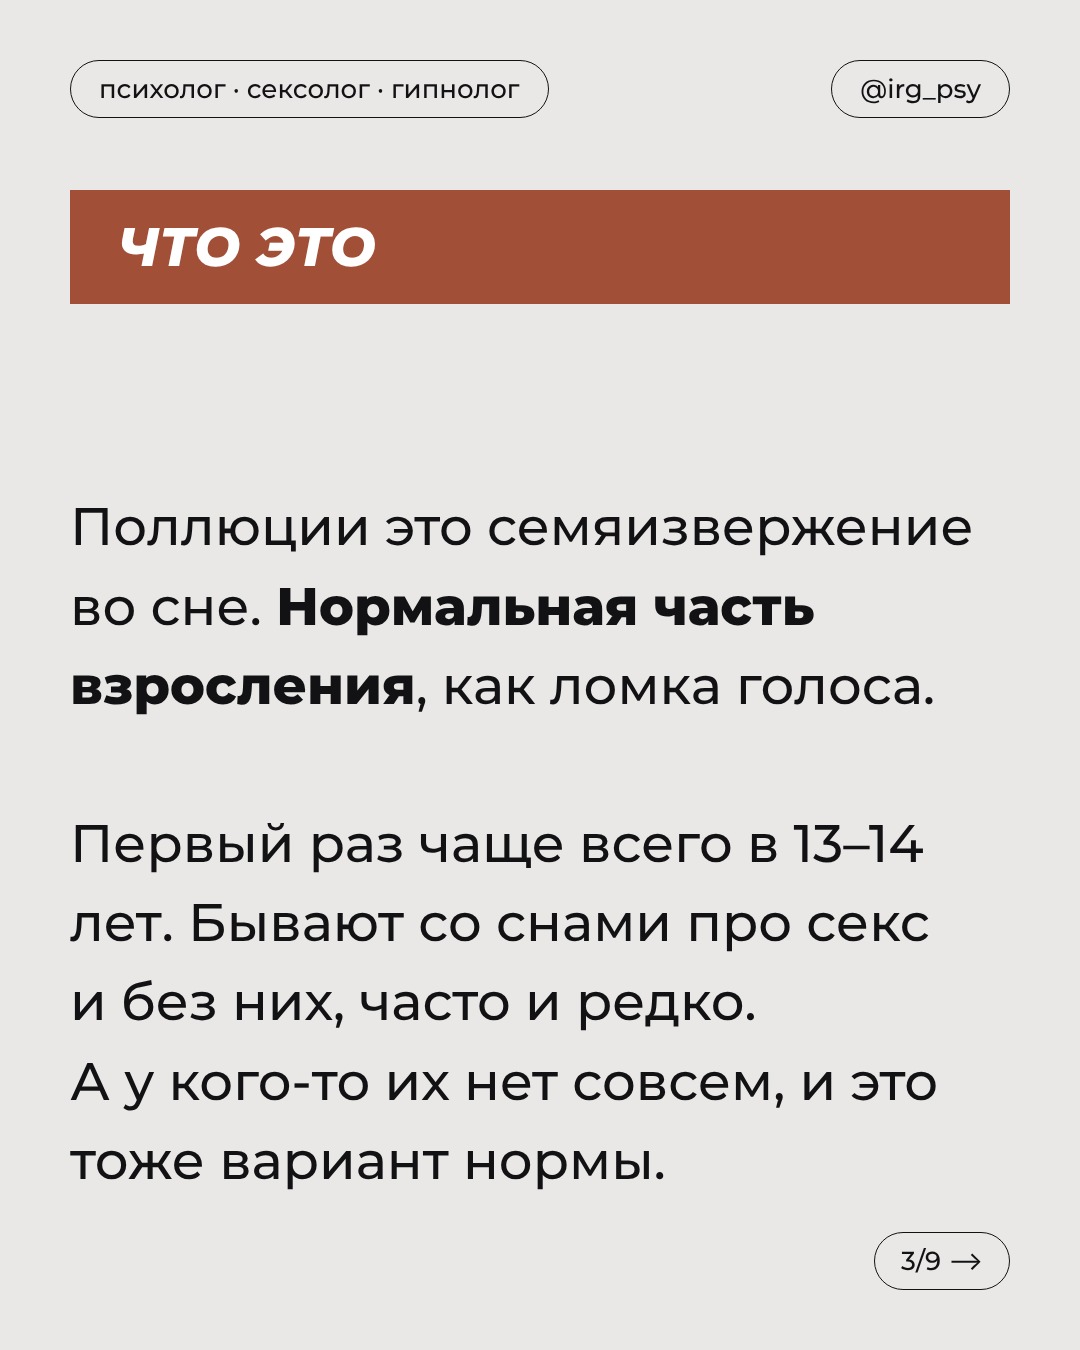 психолог · сексолог · гипнолог
@irg_psy
ЧТО ЭТО
Поллюции это семяизвержение
во сне. Нормальная часть
взросления, как ломка голоса.
Первый раз чаще всего в 13–14
лет. Бывают со снами про секс
и без них, часто и редко.
А у кого-то их нет совсем, и это
тоже вариант нормы.
3/9 →